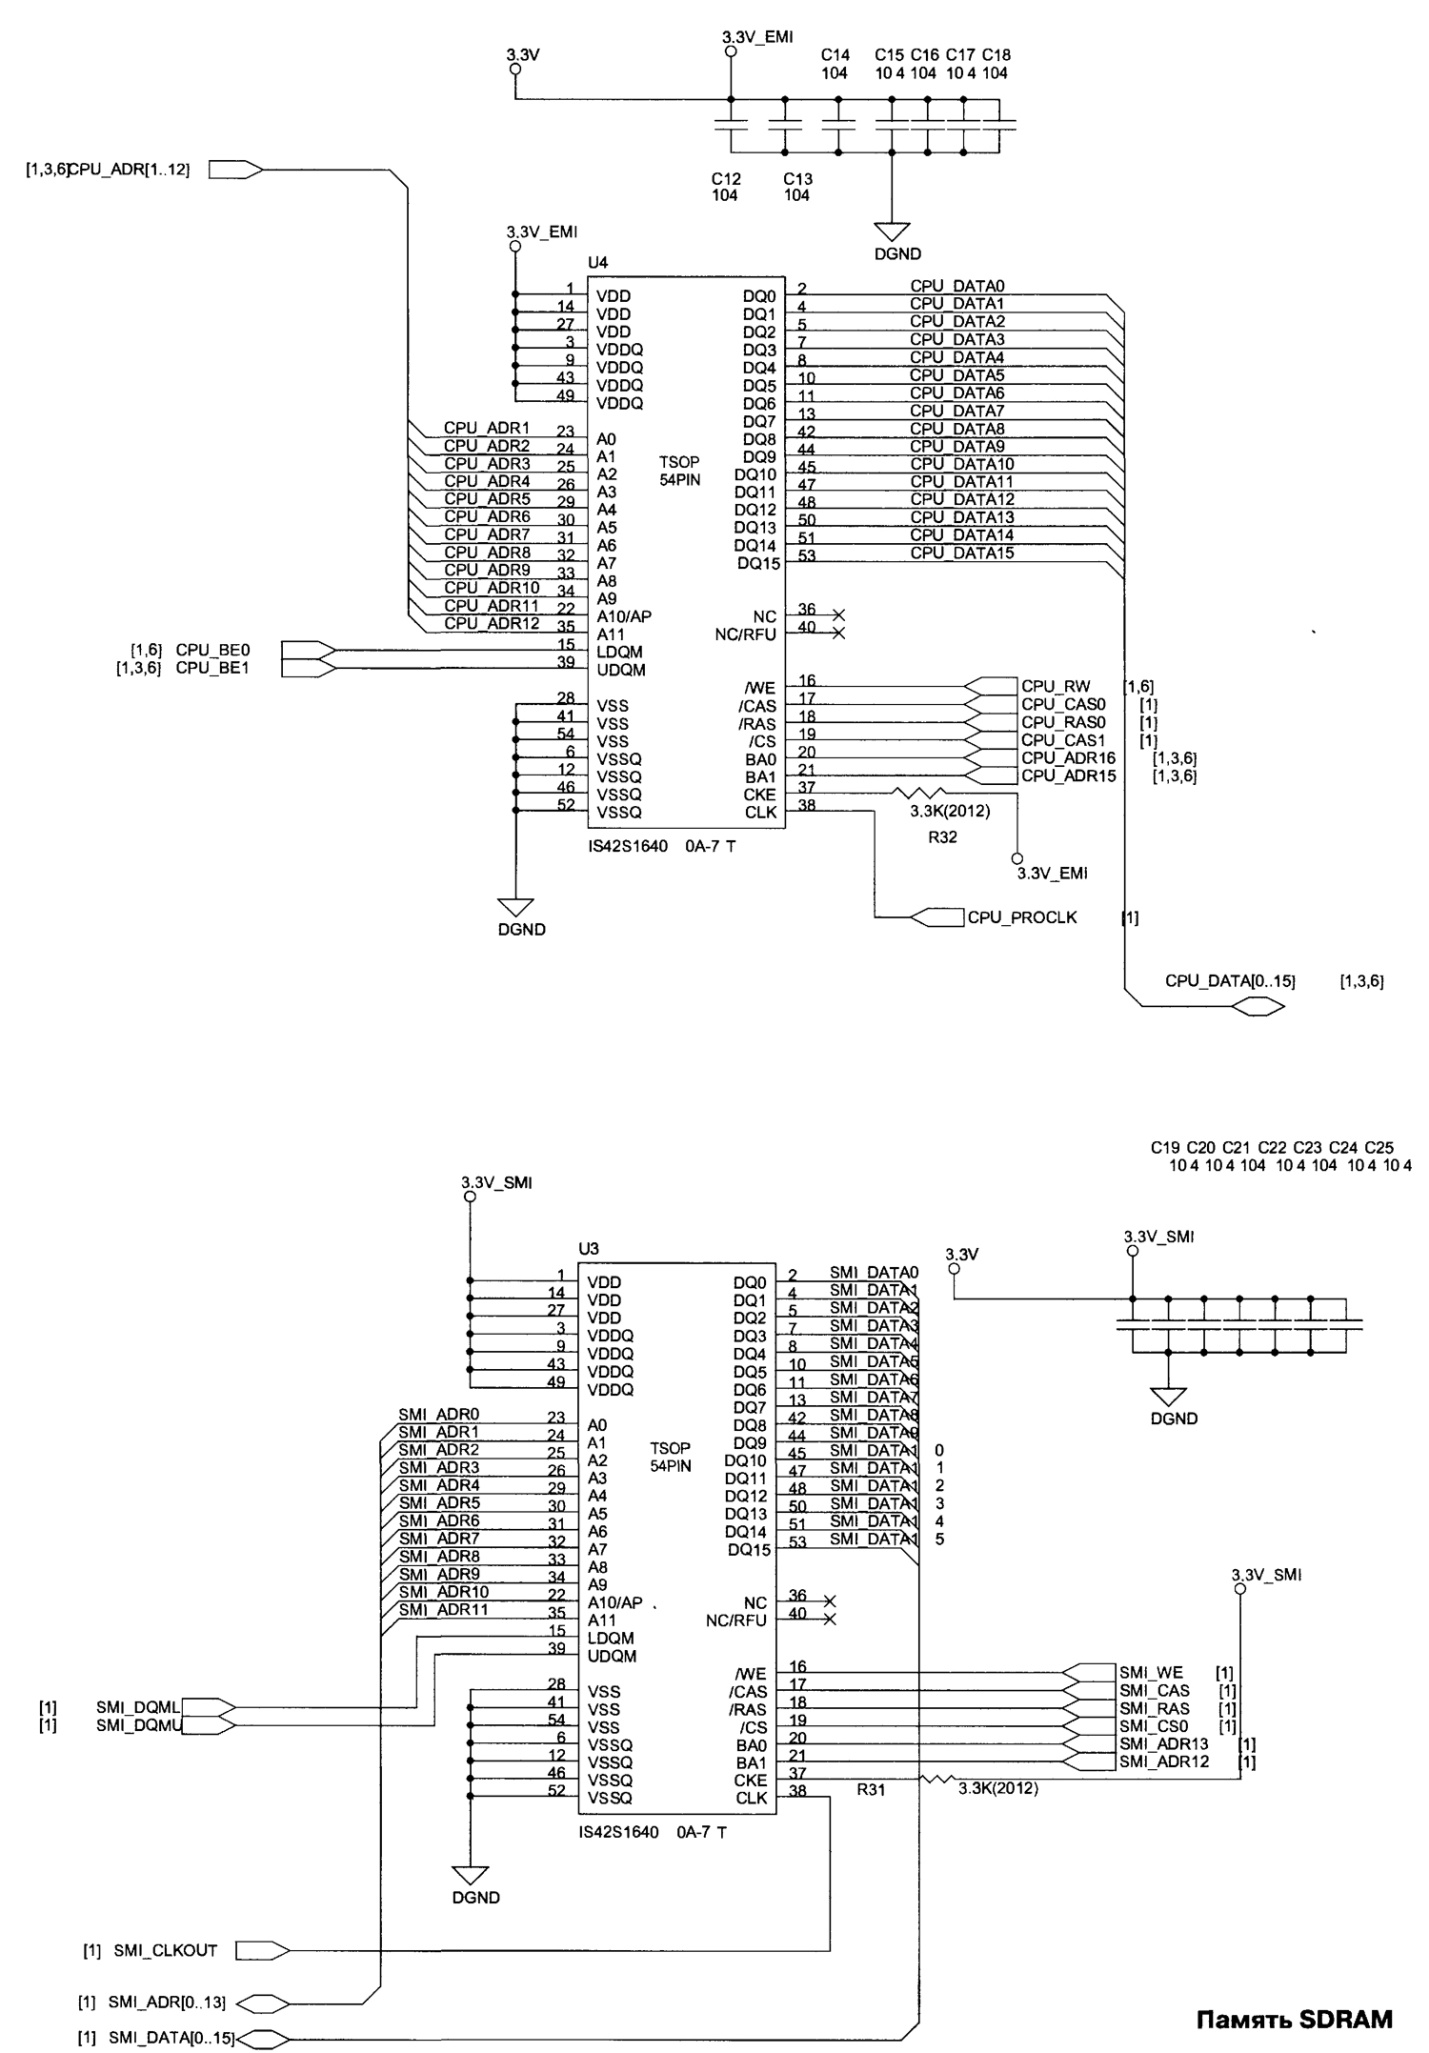 3.3V
3.3V_EMI
C14 C15 C16 C17 C18
104 10 4 104 10 4 104
C12 C13
104 104
DGND
[1,3,6]CPU_ADR[1..12]
3.3V_EMI
U4
1 VDD DQ0 2 CPU_DATA0
14 VDD DQ1 4 CPU_DATA1
27 VDD DQ2 5 CPU_DATA2
3 VDDQ DQ3 7 CPU_DATA3
9 VDDQ DQ4 8 CPU_DATA4
43 VDDQ DQ5 10 CPU_DATA5
49 VDDQ DQ6 11 CPU_DATA6
DQ7 13 CPU_DATA7
CPU_ADR1 23 A0 DQ8 42 CPU_DATA8
CPU_ADR2 24 A1 DQ9 44 CPU_DATA9
CPU_ADR3 25 A2 TSOP DQ10 45 CPU_DATA10
CPU_ADR4 26 A3 54PIN DQ11 47 CPU_DATA11
CPU_ADR5 29 A4 DQ12 48 CPU_DATA12
CPU_ADR6 30 A5 DQ13 50 CPU_DATA13
CPU_ADR7 31 A6 DQ14 51 CPU_DATA14
CPU_ADR8 32 A7 DQ15 53 CPU_DATA15
CPU_ADR9 33 A8
CPU_ADR10 34 A9
CPU_ADR11 22 A10/AP NC 36
CPU_ADR12 35 A11 NC/RFU 40
[1,6] CPU_BE0 15 LDQM
[1,3,6] CPU_BE1 39 UDQM
/WE 16 CPU_RW [1,6]
28 VSS /CAS 17 CPU_CAS0 [1]
41 VSS /RAS 18 CPU_RAS0 [1]
54 VSS /CS 19 CPU_CAS1 [1]
6 VSSQ BA0 20 CPU_ADR16 [1,3,6]
12 VSSQ BA1 21 CPU_ADR15 [1,3,6]
46 VSSQ CKE 37
52 VSSQ CLK 38 3.3K(2012)
R32
IS42S1640 0A-7 T
3.3V_EMI
DGND
CPU_PROCLK [1]
CPU_DATA[0..15] [1,3,6]
C19 C20 C21 C22 C23 C24 C25
10 4 10 4 104 10 4 104 10 4 10 4
3.3V_SMI
3.3V
3.3V_SMI
DGND
U3
1 VDD DQ0 2 SMI_DATA0
14 VDD DQ1 4 SMI_DATA1
27 VDD DQ2 5 SMI_DATA2
3 VDDQ DQ3 7 SMI_DATA3
9 VDDQ DQ4 8 SMI_DATA4
43 VDDQ DQ5 10 SMI_DATA5
49 VDDQ DQ6 11 SMI_DATA6
DQ7 13 SMI_DATA7
SMI_ADR0 23 A0 DQ8 42 SMI_DATA8
SMI_ADR1 24 A1 DQ9 44 SMI_DATA9
SMI_ADR2 25 A2 TSOP DQ10 45 SMI_DATA1 0
SMI_ADR3 26 A3 54PIN DQ11 47 SMI_DATA1 1
SMI_ADR4 29 A4 DQ12 48 SMI_DATA1 2
SMI_ADR5 30 A5 DQ13 50 SMI_DATA1 3
SMI_ADR6 31 A6 DQ14 51 SMI_DATA1 4
SMI_ADR7 32 A7 DQ15 53 SMI_DATA1 5
SMI_ADR8 33 A8
SMI_ADR9 34 A9
SMI_ADR10 22 A10/AP NC 36
SMI_ADR11 35 A11 NC/RFU 40
15 LDQM
39 UDQM
3.3V_SMI
/WE 16 SMI_WE [1]
28 VSS /CAS 17 SMI_CAS [1]
[1] SMI_DQML 41 VSS /RAS 18 SMI_RAS [1]
[1] SMI_DQMU 54 VSS /CS 19 SMI_CS0 [1]
6 VSSQ BA0 20 SMI_ADR13 [1]
12 VSSQ BA1 21 SMI_ADR12 [1]
46 VSSQ CKE 37 R31 3.3K(2012)
52 VSSQ CLK 38
IS42S1640 0A-7 T
DGND
[1] SMI_CLKOUT
[1] SMI_ADR[0..13]
[1] SMI_DATA[0..15]
Память SDRAM